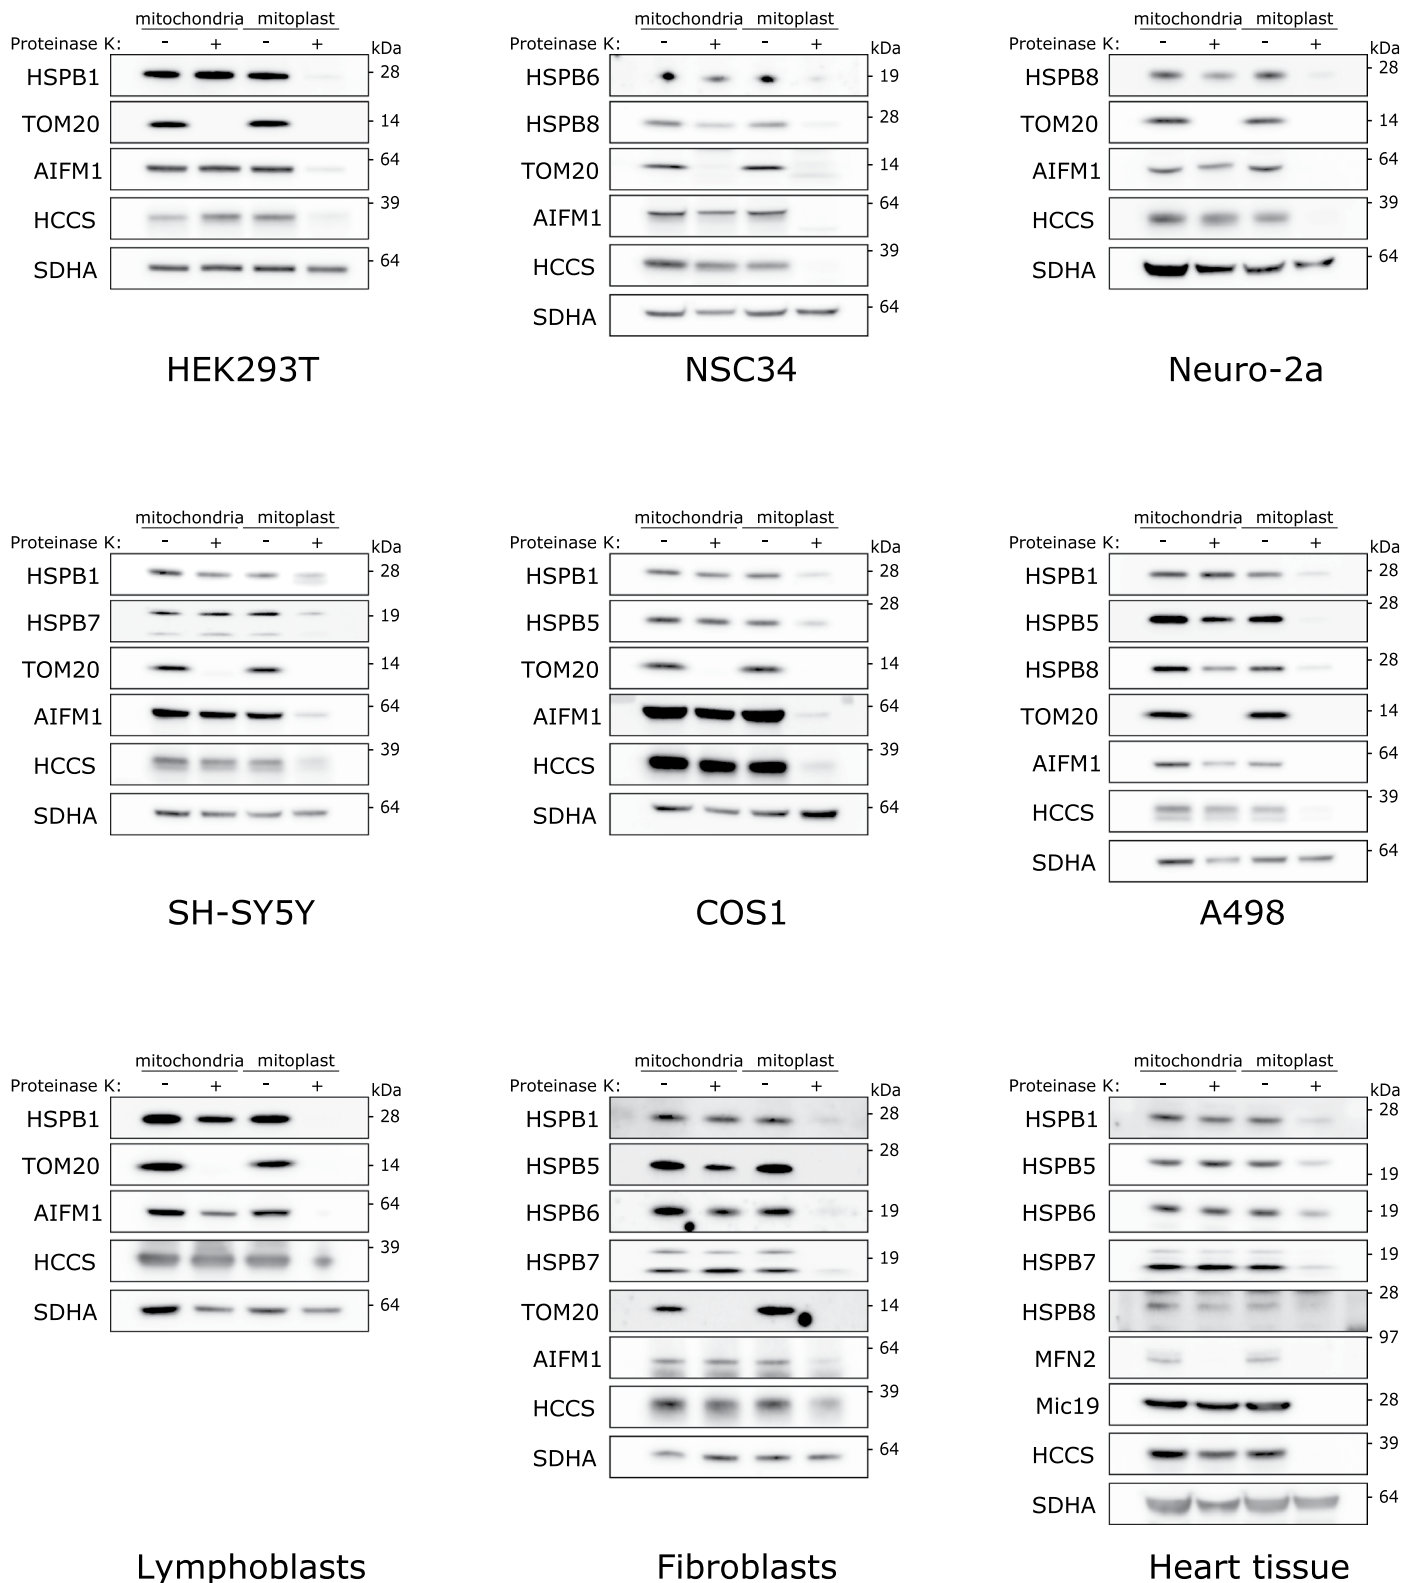 mitochondria mitoplast
Proteinase K: - + - + kDa
HSPB1 28
TOM20 14
AIFM1 64
HCCS 39
SDHA 64
HEK293T
mitochondria mitoplast
Proteinase K: - + - + kDa
HSPB6 19
HSPB8 28
TOM20 14
AIFM1 64
HCCS 39
SDHA 64
NSC34
mitochondria mitoplast
Proteinase K: - + - + kDa
HSPB8 28
TOM20 14
AIFM1 64
HCCS 39
SDHA 64
Neuro-2a
mitochondria mitoplast
Proteinase K: - + - + kDa
HSPB1 28
HSPB7 19
TOM20 14
AIFM1 64
HCCS 39
SDHA 64
SH-SY5Y
mitochondria mitoplast
Proteinase K: - + - + kDa
HSPB1 28
HSPB5 28
TOM20 14
AIFM1 64
HCCS 39
SDHA 64
COS1
mitochondria mitoplast
Proteinase K: - + - + kDa
HSPB1 28
HSPB5 28
HSPB8 28
TOM20 14
AIFM1 64
HCCS 39
SDHA 64
A498
mitochondria mitoplast
Proteinase K: - + - + kDa
HSPB1 28
TOM20 14
AIFM1 64
HCCS 39
SDHA 64
Lymphoblasts
mitochondria mitoplast
Proteinase K: - + - + kDa
HSPB1 28
HSPB5 28
HSPB6 19
HSPB7 19
TOM20 14
AIFM1 64
HCCS 39
SDHA 64
Fibroblasts
mitochondria mitoplast
Proteinase K: - + - + kDa
HSPB1 28
HSPB5 19
HSPB6 19
HSPB7 19
HSPB8 28
MFN2 97
Mic19 28
HCCS 39
SDHA 64
Heart tissue